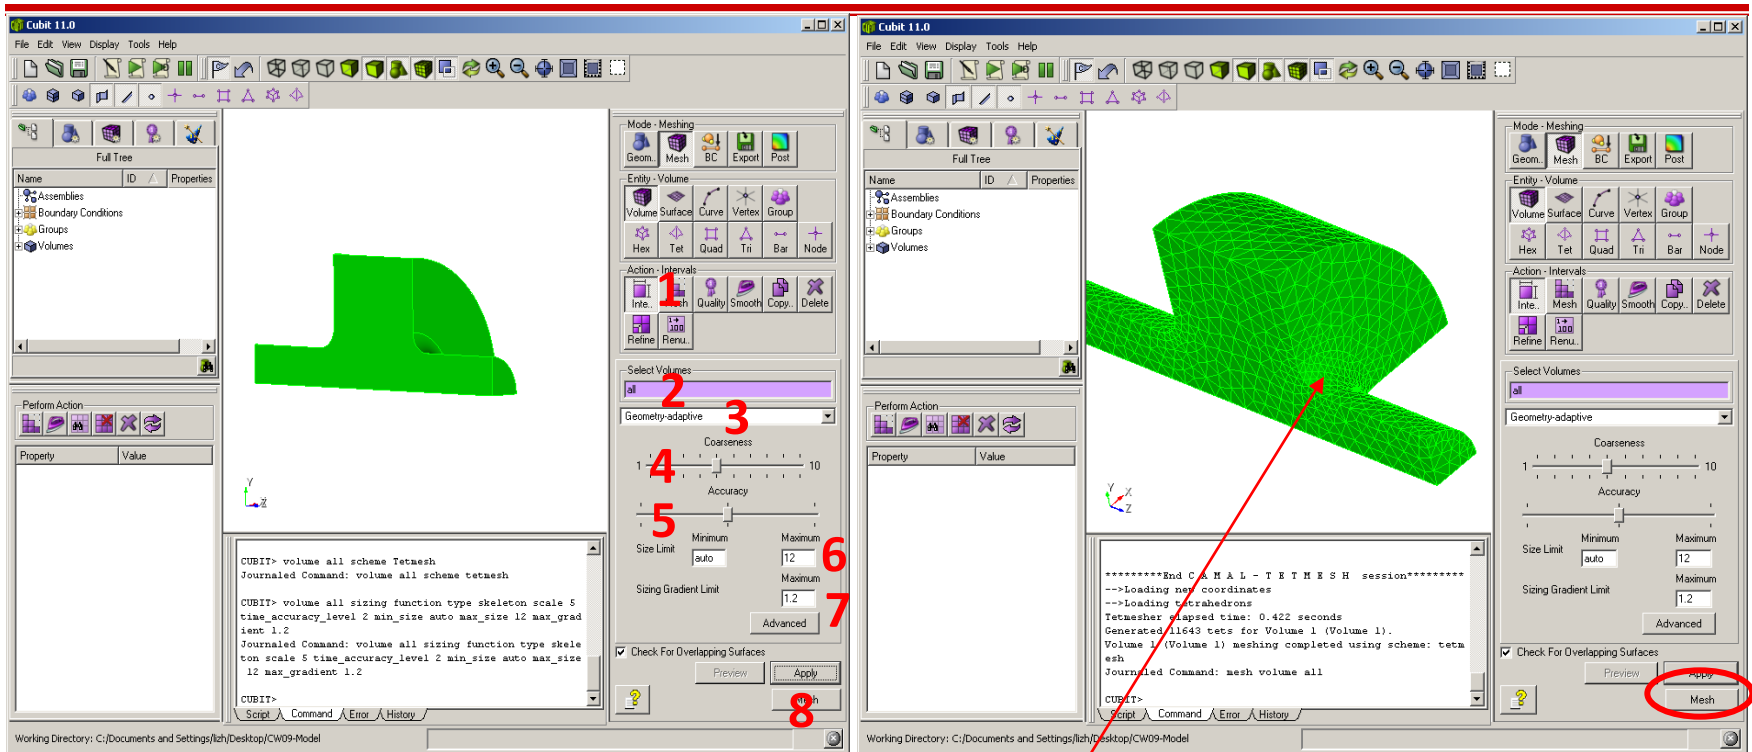 Cubit 11.0
File Edit View Display Tools Help
Full Tree
Name ID Properties
Assemblies
Boundary Conditions
Groups
Volumes
Perform Action
Property Value
Y
Z
CUBIT> volume all scheme Tetmesh
Journaled Command: volume all scheme tetmesh
CUBIT> volume all sizing function type skeleton scale 5
time_accuracy_level 2 min_size auto max_size 12 max_grad
ient 1.2
Journaled Command: volume all sizing function type skele
ton scale 5 time_accuracy_level 2 min_size auto max_size
12 max_gradient 1.2
CUBIT>
Script Command Error History
Mode - Meshing
Geom.. Mesh BC Export Post
Entity - Volume
Volume Surface Curve Vertex Group
Hex Tet Quad Tri Bar Node
Action - Intervals
1
Inte.. Mesh Quality Smooth Copy.. Delete
Refine Renu..
Select Volumes
all
2
Geometry-adaptive
3
Coarseness
1 10
4
Accuracy
5
Minimum Maximum
Size Limit auto 12
6
Maximum
Sizing Gradient Limit 1.2
7
Advanced
Check For Overlapping Surfaces
Preview Apply
Mesh
8
Working Directory: C:/Documents and Settings/lizh/Desktop/CW09-Model
Cubit 11.0
File Edit View Display Tools Help
Full Tree
Name ID Properties
Assemblies
Boundary Conditions
Groups
Volumes
Perform Action
Property Value
Y
X
Z
*********End C A M A L - T E T M E S H session*********
-->Loading new coordinates
-->Loading tetrahedrons
Tetmesher elapsed time: 0.422 seconds
Generated 11643 tets for Volume 1 (Volume 1).
Volume 1 (Volume 1) meshing completed using scheme: tetm
esh
Journaled Command: mesh volume all
CUBIT>
Script Command Error History
Mode - Meshing
Geom.. Mesh BC Export Post
Entity - Volume
Volume Surface Curve Vertex Group
Hex Tet Quad Tri Bar Node
Action - Intervals
Inte.. Mesh Quality Smooth Copy.. Delete
Refine Renu..
Select Volumes
all
Geometry-adaptive
Coarseness
1 10
Accuracy
Minimum Maximum
Size Limit auto 12
Maximum
Sizing Gradient Limit 1.2
Advanced
Check For Overlapping Surfaces
Preview Apply
Mesh
Working Directory: C:/Documents and Settings/lizh/Desktop/CW09-Model